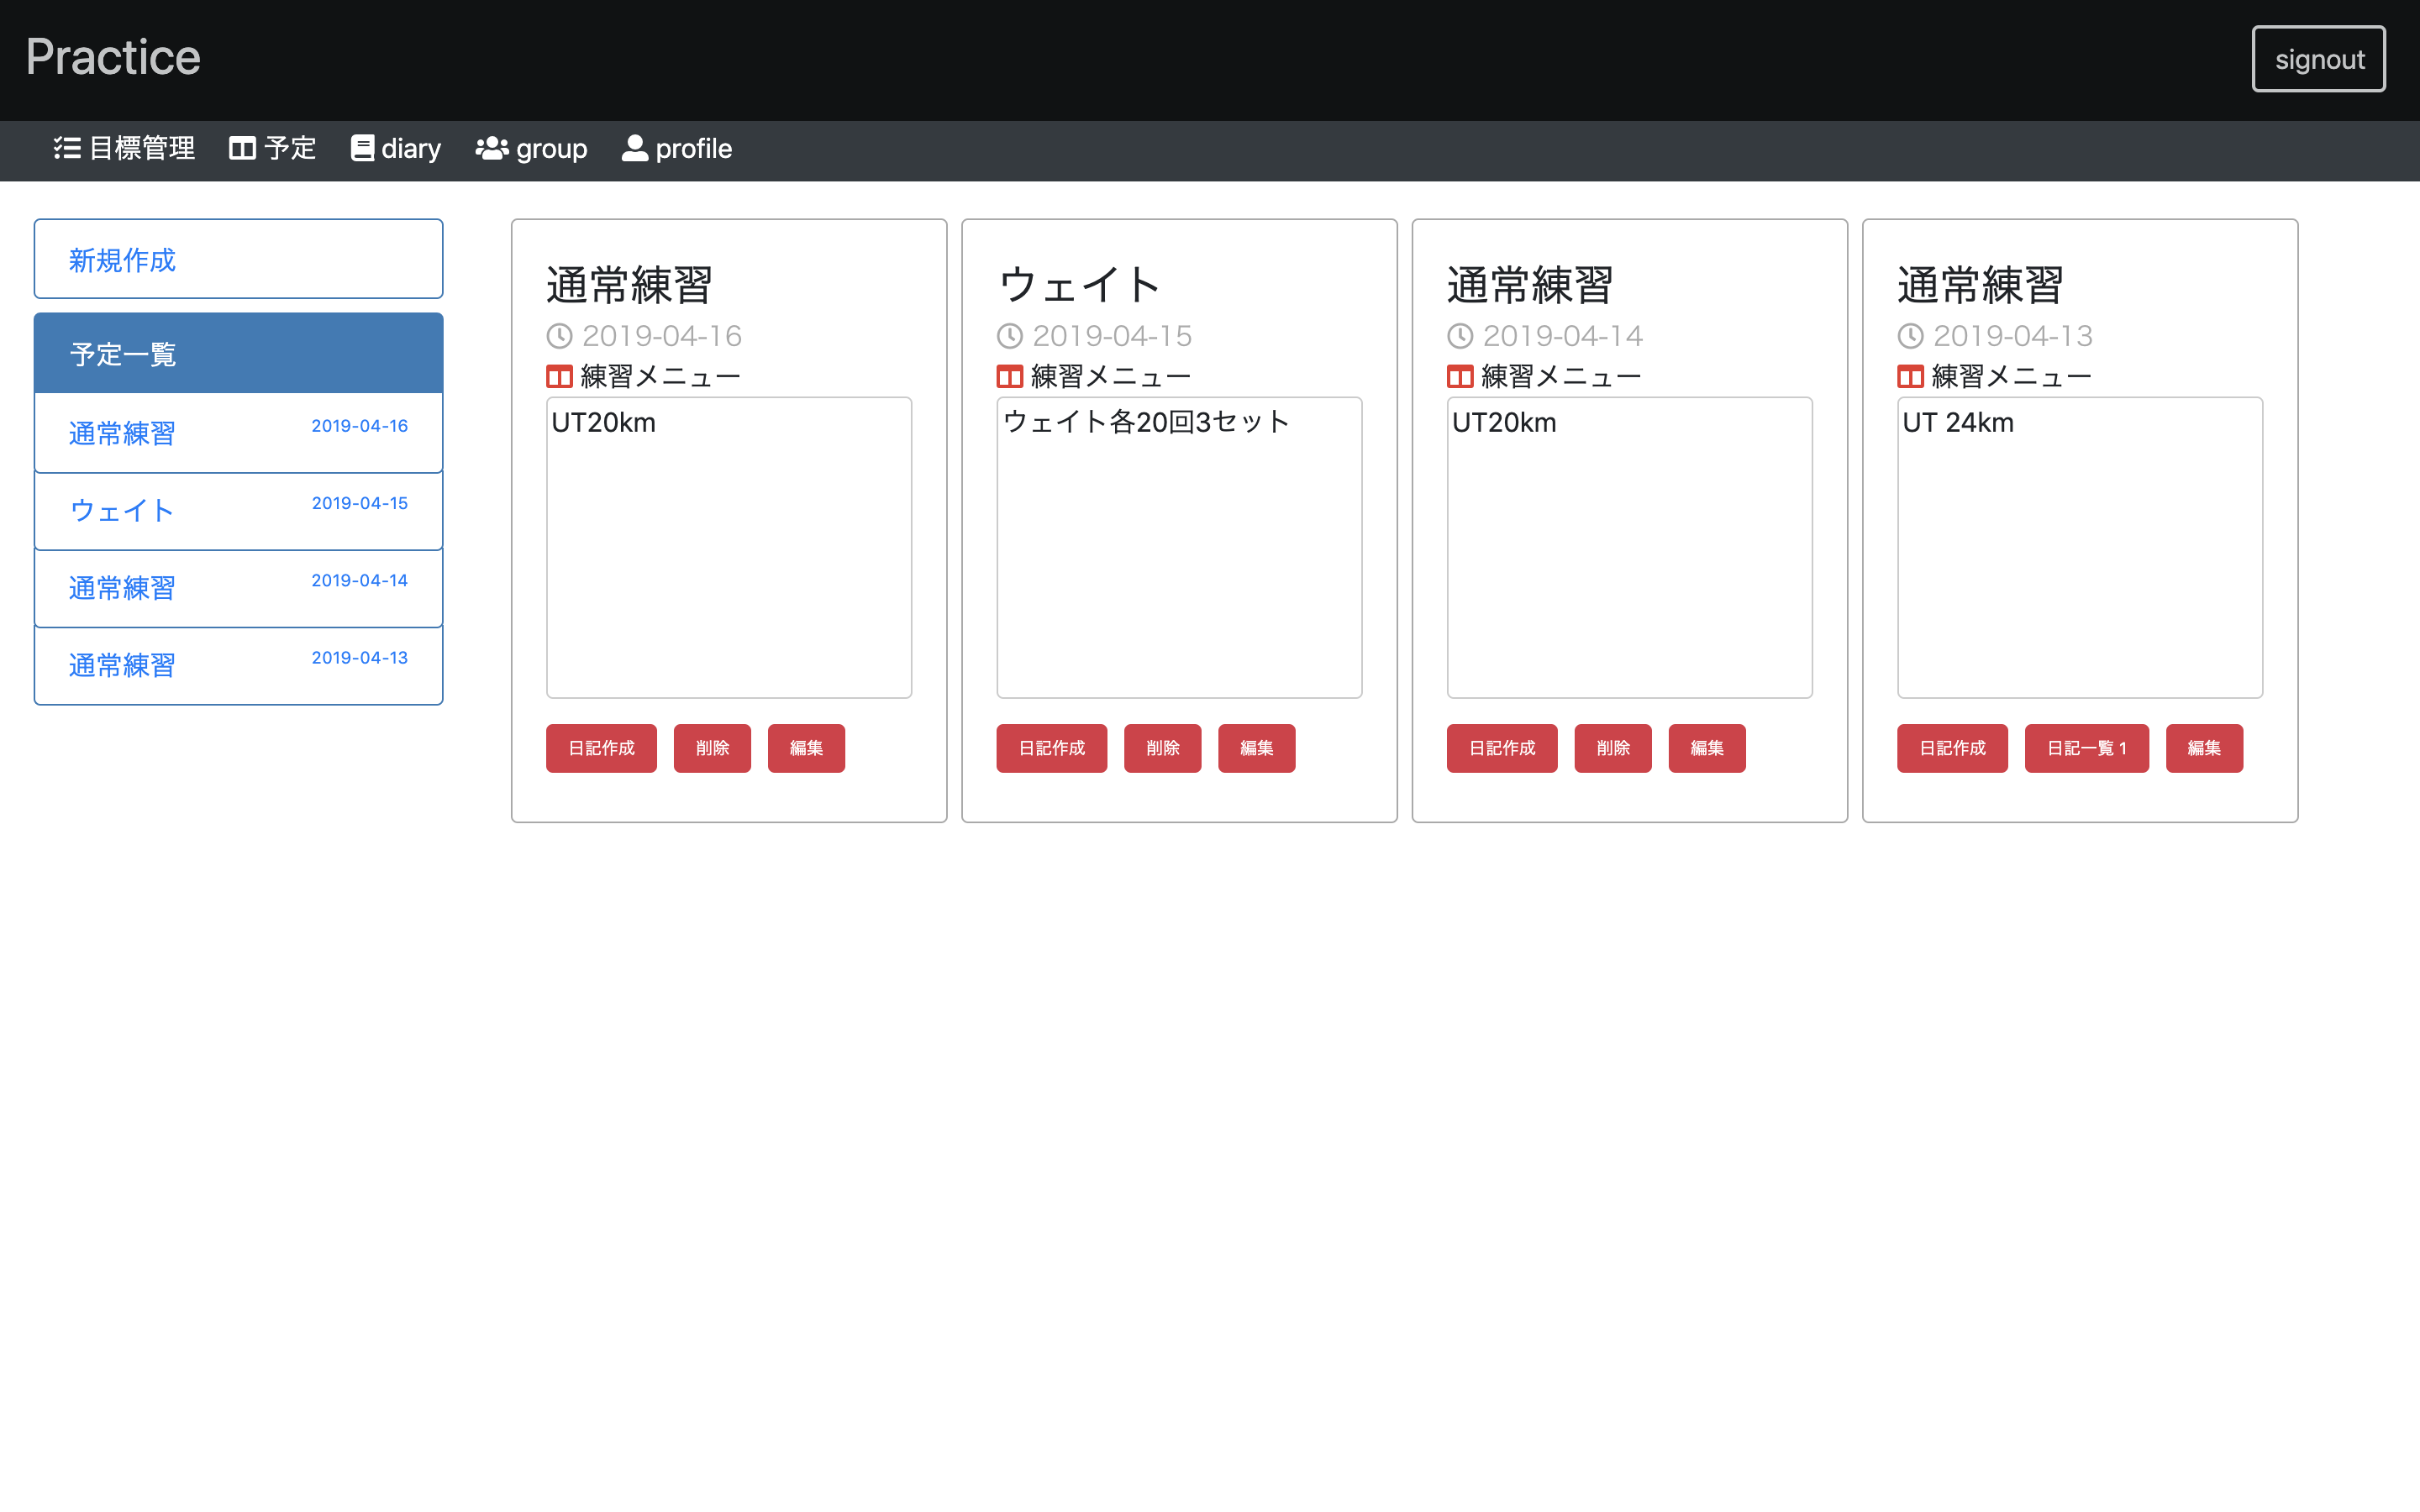 Practice
signout
目標管理 予定 diary group profile
新規作成
予定一覧
通常練習 2019-04-16
ウェイト 2019-04-15
通常練習 2019-04-14
通常練習 2019-04-13
通常練習
2019-04-16
練習メニュー
UT20km
日記作成 削除 編集
ウェイト
2019-04-15
練習メニュー
ウェイト各20回3セット
日記作成 削除 編集
通常練習
2019-04-14
練習メニュー
UT20km
日記作成 削除 編集
通常練習
2019-04-13
練習メニュー
UT 24km
日記作成 日記一覧 1 編集